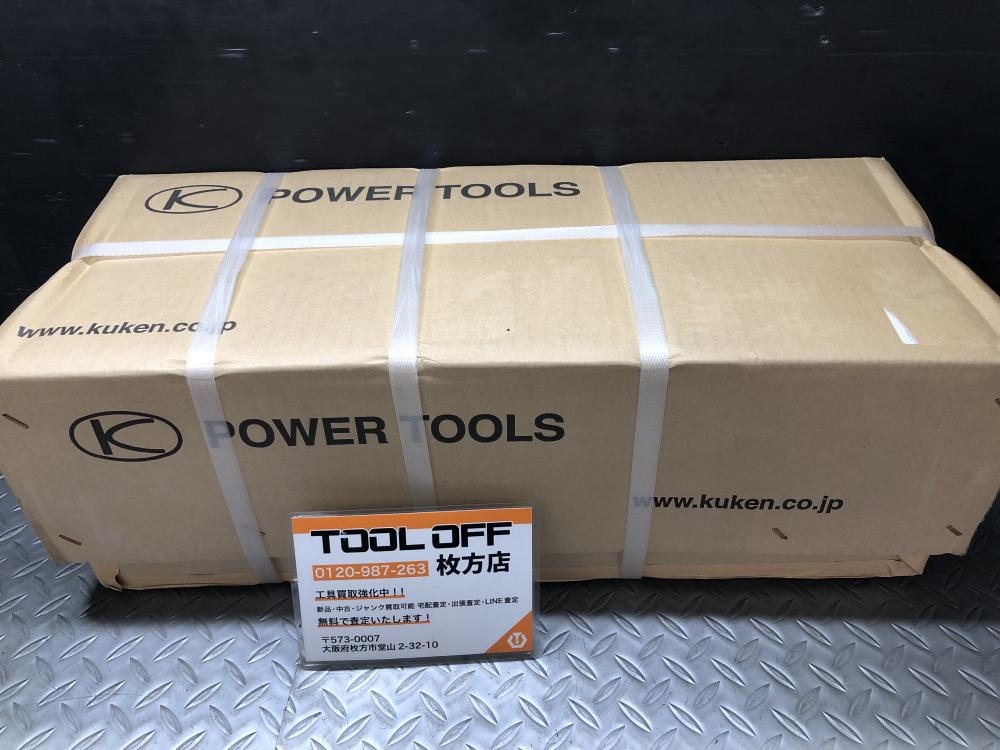 KC POWER TOOLS
www.kuken.co.jp
KC POWER TOOLS
www.kuken.co.jp
TOOL OFF
0120-987-263 枚方店
工具買取強化中！！
新品・中古・ジャンク買取可能 宅配査定・出張査定・LINE査定
無料で査定いたします！
〒573-0007
大阪府枚方市堂山 2-32-10